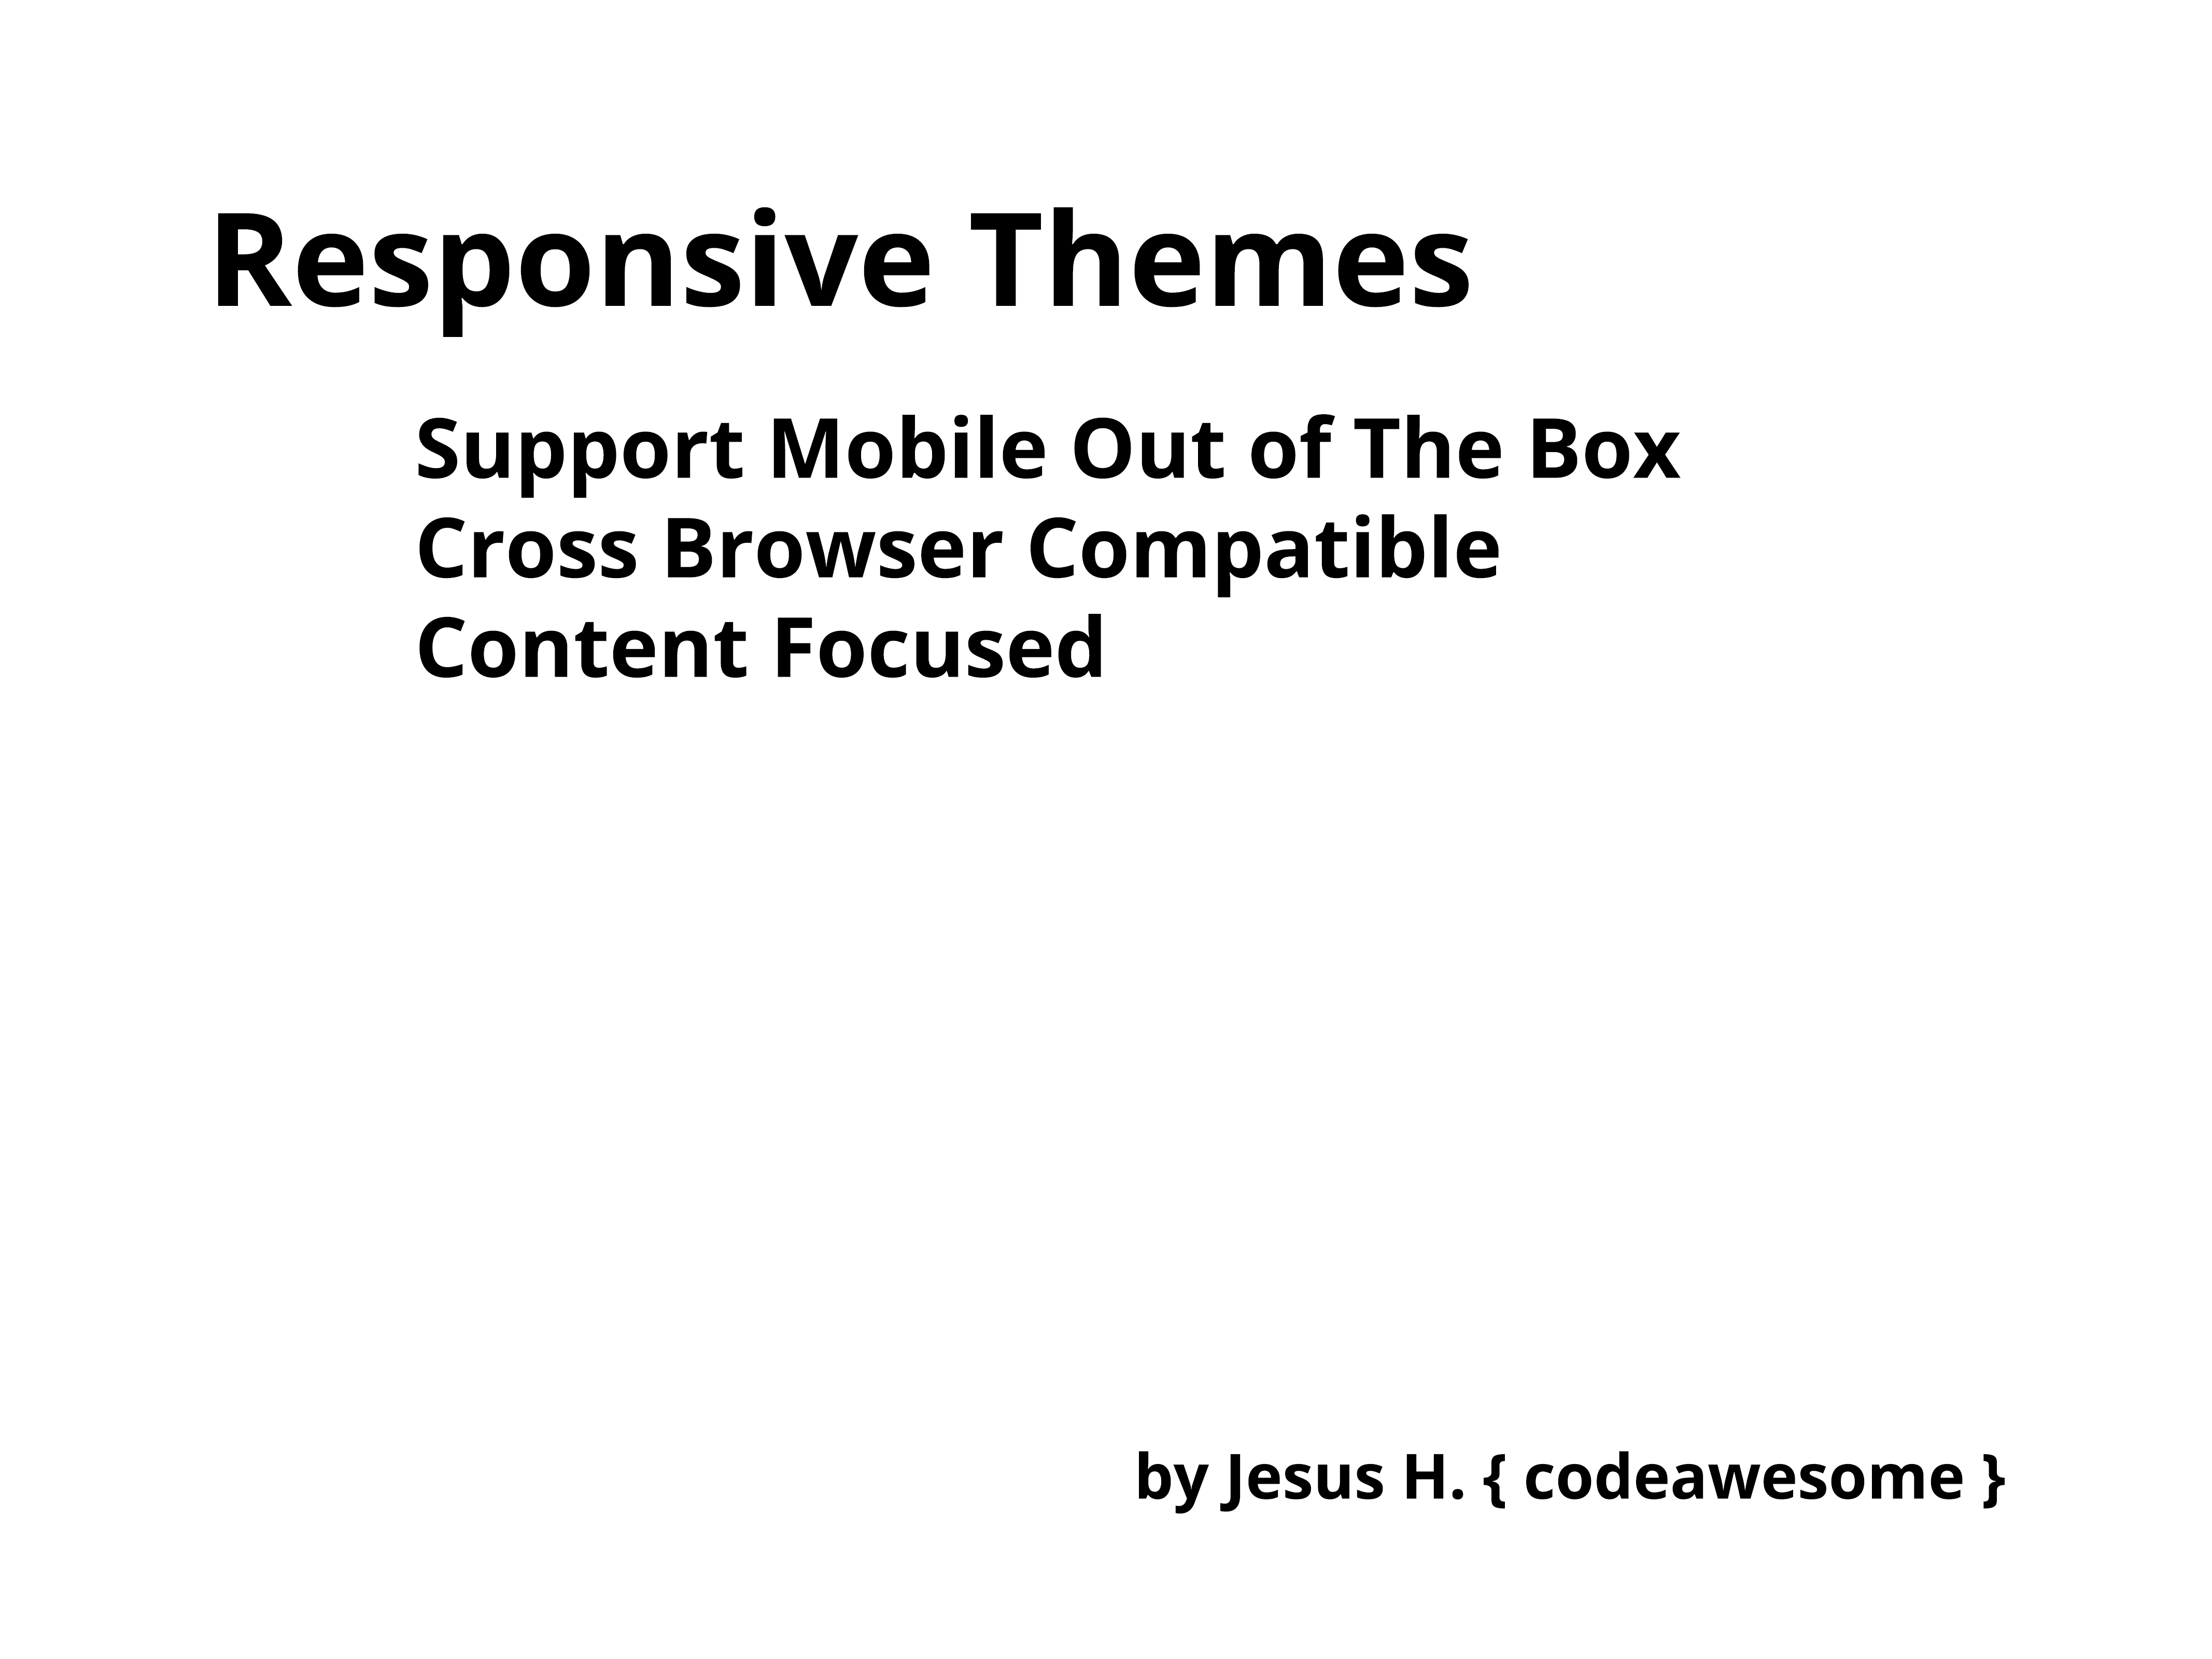 Responsive Themes
Support Mobile Out of The Box
Cross Browser Compatible
Content Focused
by Jesus H. { codeawesome }